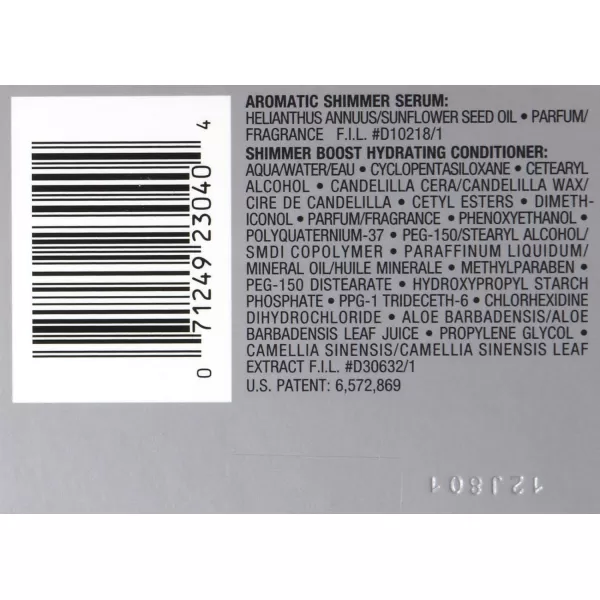 AROMATIC SHIMMER SERUM:
HELIANTHUS ANNUUS/SUNFLOWER SEED OIL • PARFUM/
FRAGRANCE F.I.L. #D10218/1
SHIMMER BOOST HYDRATING CONDITIONER:
AQUA/WATER/EAU • CYCLOPENTASILOXANE • CETEARYL
ALCOHOL • CANDELILLA CERA/CANDELILLA WAX/
CIRE DE CANDELILLA • CETYL ESTERS • DIMETH-
ICONOL • PARFUM/FRAGRANCE • PHENOXYETHANOL •
POLYQUATERNIUM-37 • PEG-150/STEARYL ALCOHOL/
SMDI COPOLYMER • PARAFFINUM LIQUIDUM/
MINERAL OIL/HUILE MINERALE • METHYLPARABEN •
PEG-150 DISTEARATE • HYDROXYPROPYL STARCH
PHOSPHATE • PPG-1 TRIDECETH-6 • CHLORHEXIDINE
DIHYDROCHLORIDE • ALOE BARBADENSIS/ALOE
BARBADENSIS LEAF JUICE • PROPYLENE GLYCOL •
CAMELLIA SINENSIS/CAMELLIA SINENSIS LEAF
EXTRACT F.I.L. #D30632/1
U.S. PATENT: 6,572,869
0 71249 23040 4
12J801